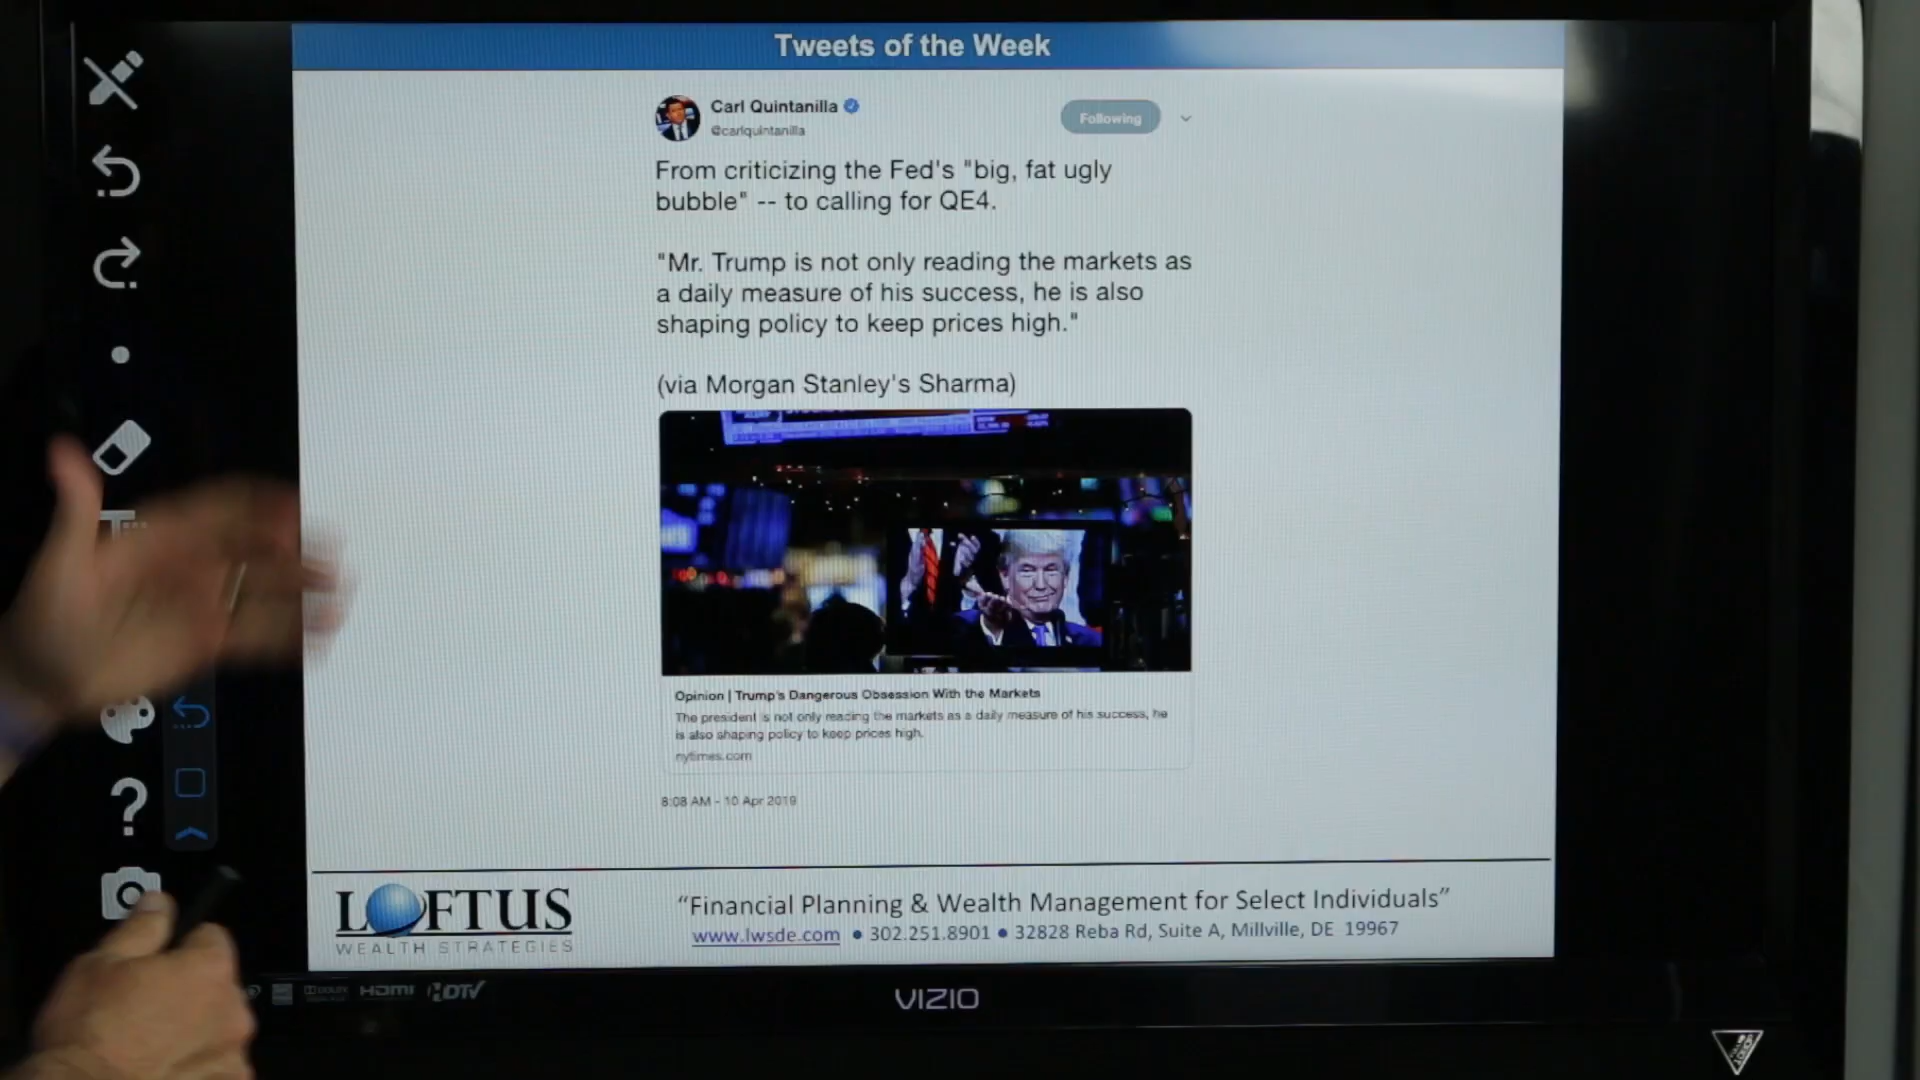 Tweets of the Week
Carl Quintanilla
@carlquintanilla
Following
From criticizing the Fed's "big, fat ugly
bubble" -- to calling for QE4.
"Mr. Trump is not only reading the markets as
a daily measure of his success, he is also
shaping policy to keep prices high."
(via Morgan Stanley's Sharma)
Opinion | Trump's Dangerous Obsession With the Markets
The president is not only reading the markets as a daily measure of his success, he
is also shaping policy to keep prices high.
nytimes.com
8:08 AM - 10 Apr 2019
LOFTUS
WEALTH STRATEGIES
“Financial Planning & Wealth Management for Select Individuals”
www.lwsde.com • 302.251.8901 • 32828 Reba Rd, Suite A, Millville, DE 19967
HDMI HDTV
VIZIO